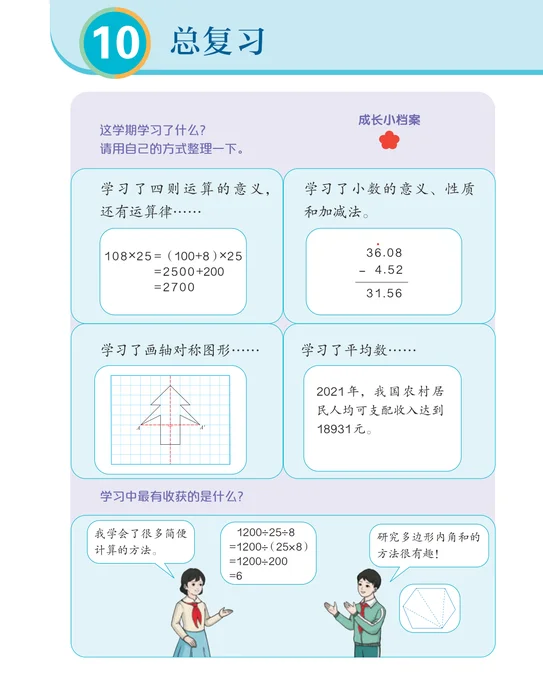 10 总复习
成长小档案
这学期学习了什么?
请用自己的方式整理一下。
学习了四则运算的意义，
还有运算律……
108×25=(100+8)×25
=2500+200
=2700
学习了小数的意义、性质
和加减法。
36.08
- 4.52
31.56
学习了画轴对称图形……
A A′
学习了平均数……
2021年，我国农村居
民人均可支配收入达到
18931元。
学习中最有收获的是什么?
我学会了很多简便
计算的方法。
1200÷25÷8
=1200÷(25×8)
=1200÷200
=6
研究多边形内角和的
方法很有趣!